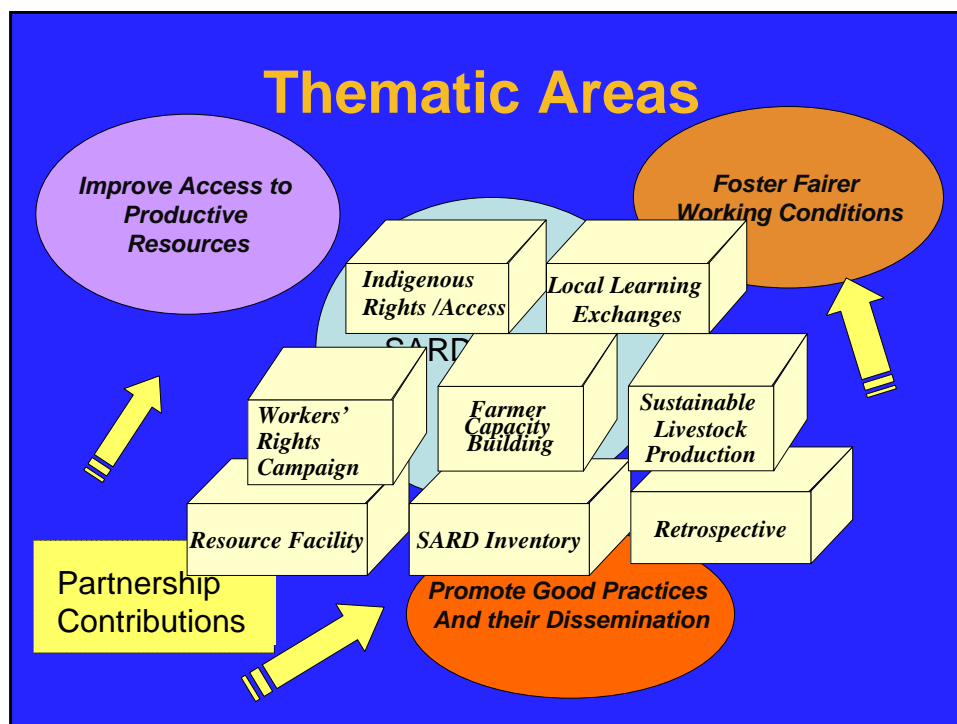 Thematic Areas
Improve Access to
Productive
Resources
Foster Fairer
Working Conditions
Indigenous
Rights /Access
Local Learning
Exchanges
SARD
Workers’
Rights
Campaign
Farmer
Capacity
Building
Sustainable
Livestock
Production
Resource Facility
SARD Inventory
Retrospective
Partnership
Contributions
Promote Good Practices
And their Dissemination